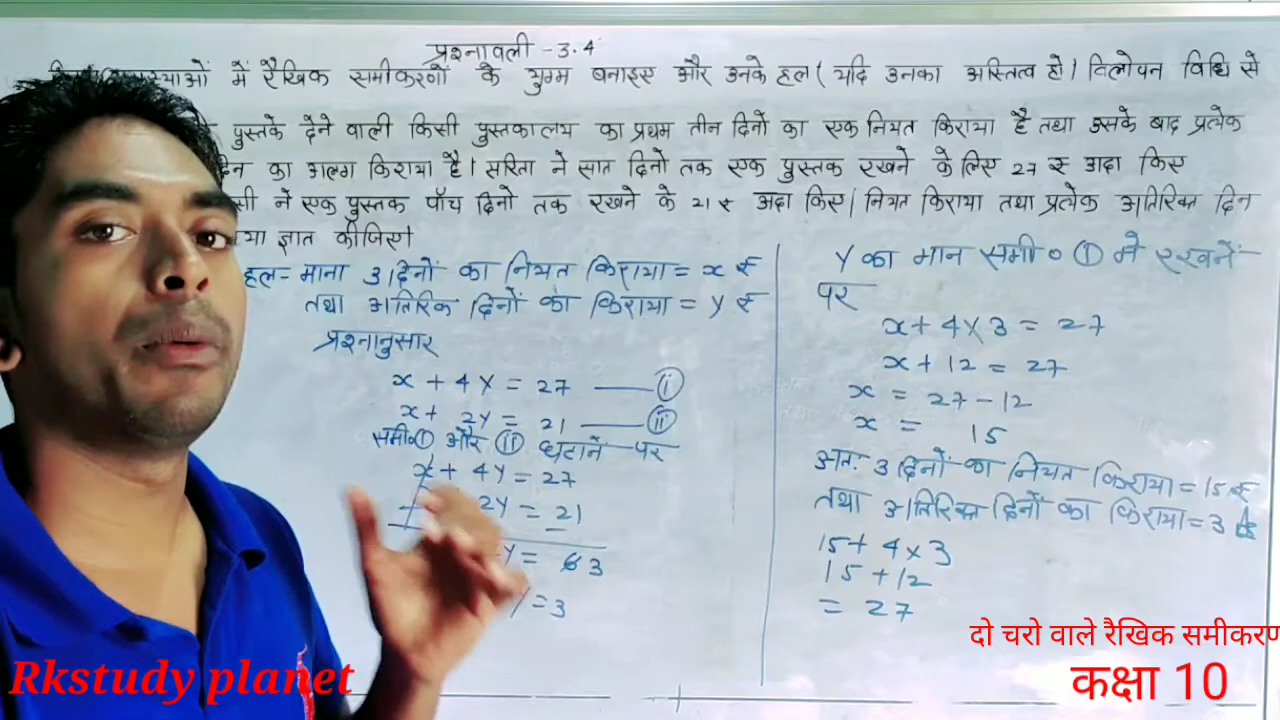 प्रश्नावली - 3.4
में रैखिक समीकरणों के युग्म बनाइए और उनके हल ( यदि उनका अस्तित्व हो । विलोपन विधि से
पुस्तके देने वाली किसी पुस्तकालय का प्रथम तीन दिनों का एक नियत किराया है तथा उसके बाद प्रत्येक
का अलग किराया है। सरिता ने सात दिनों तक एक पुस्तक रखने के लिए 27 ₹ अदा किए
ने एक पुस्तक पाँच दिनो तक रखने के 21 ₹ अदा किए। नियत किराया तथा प्रत्येक अतिरिक्त दिन
ज्ञात कीजिए।
हल - माना 3 दिनों का नियत किराया = x ₹
तथा अतिरिक दिनों का किराया = y ₹
प्रश्नानुसार
x + 4y = 27 — (i)
x + 2y = 21 — (ii)
समी० (i) और (ii) घटाने पर
x + 4y = 27
2y = 21
y = 6 3
y = 3
y का मान समी० (i) मे रखनें
पर
x + 4 × 3 = 27
x + 12 = 27
x = 27 - 12
x = 15
अत: 3 दिनों का नियत किराया = 15 ₹
तथा अतिरिक्त दिनों का किराया = 3
15 + 4 × 3
15 + 12
= 27
दो चरो वाले रैखिक समीकरण
कक्षा 10
Rkstudy planet